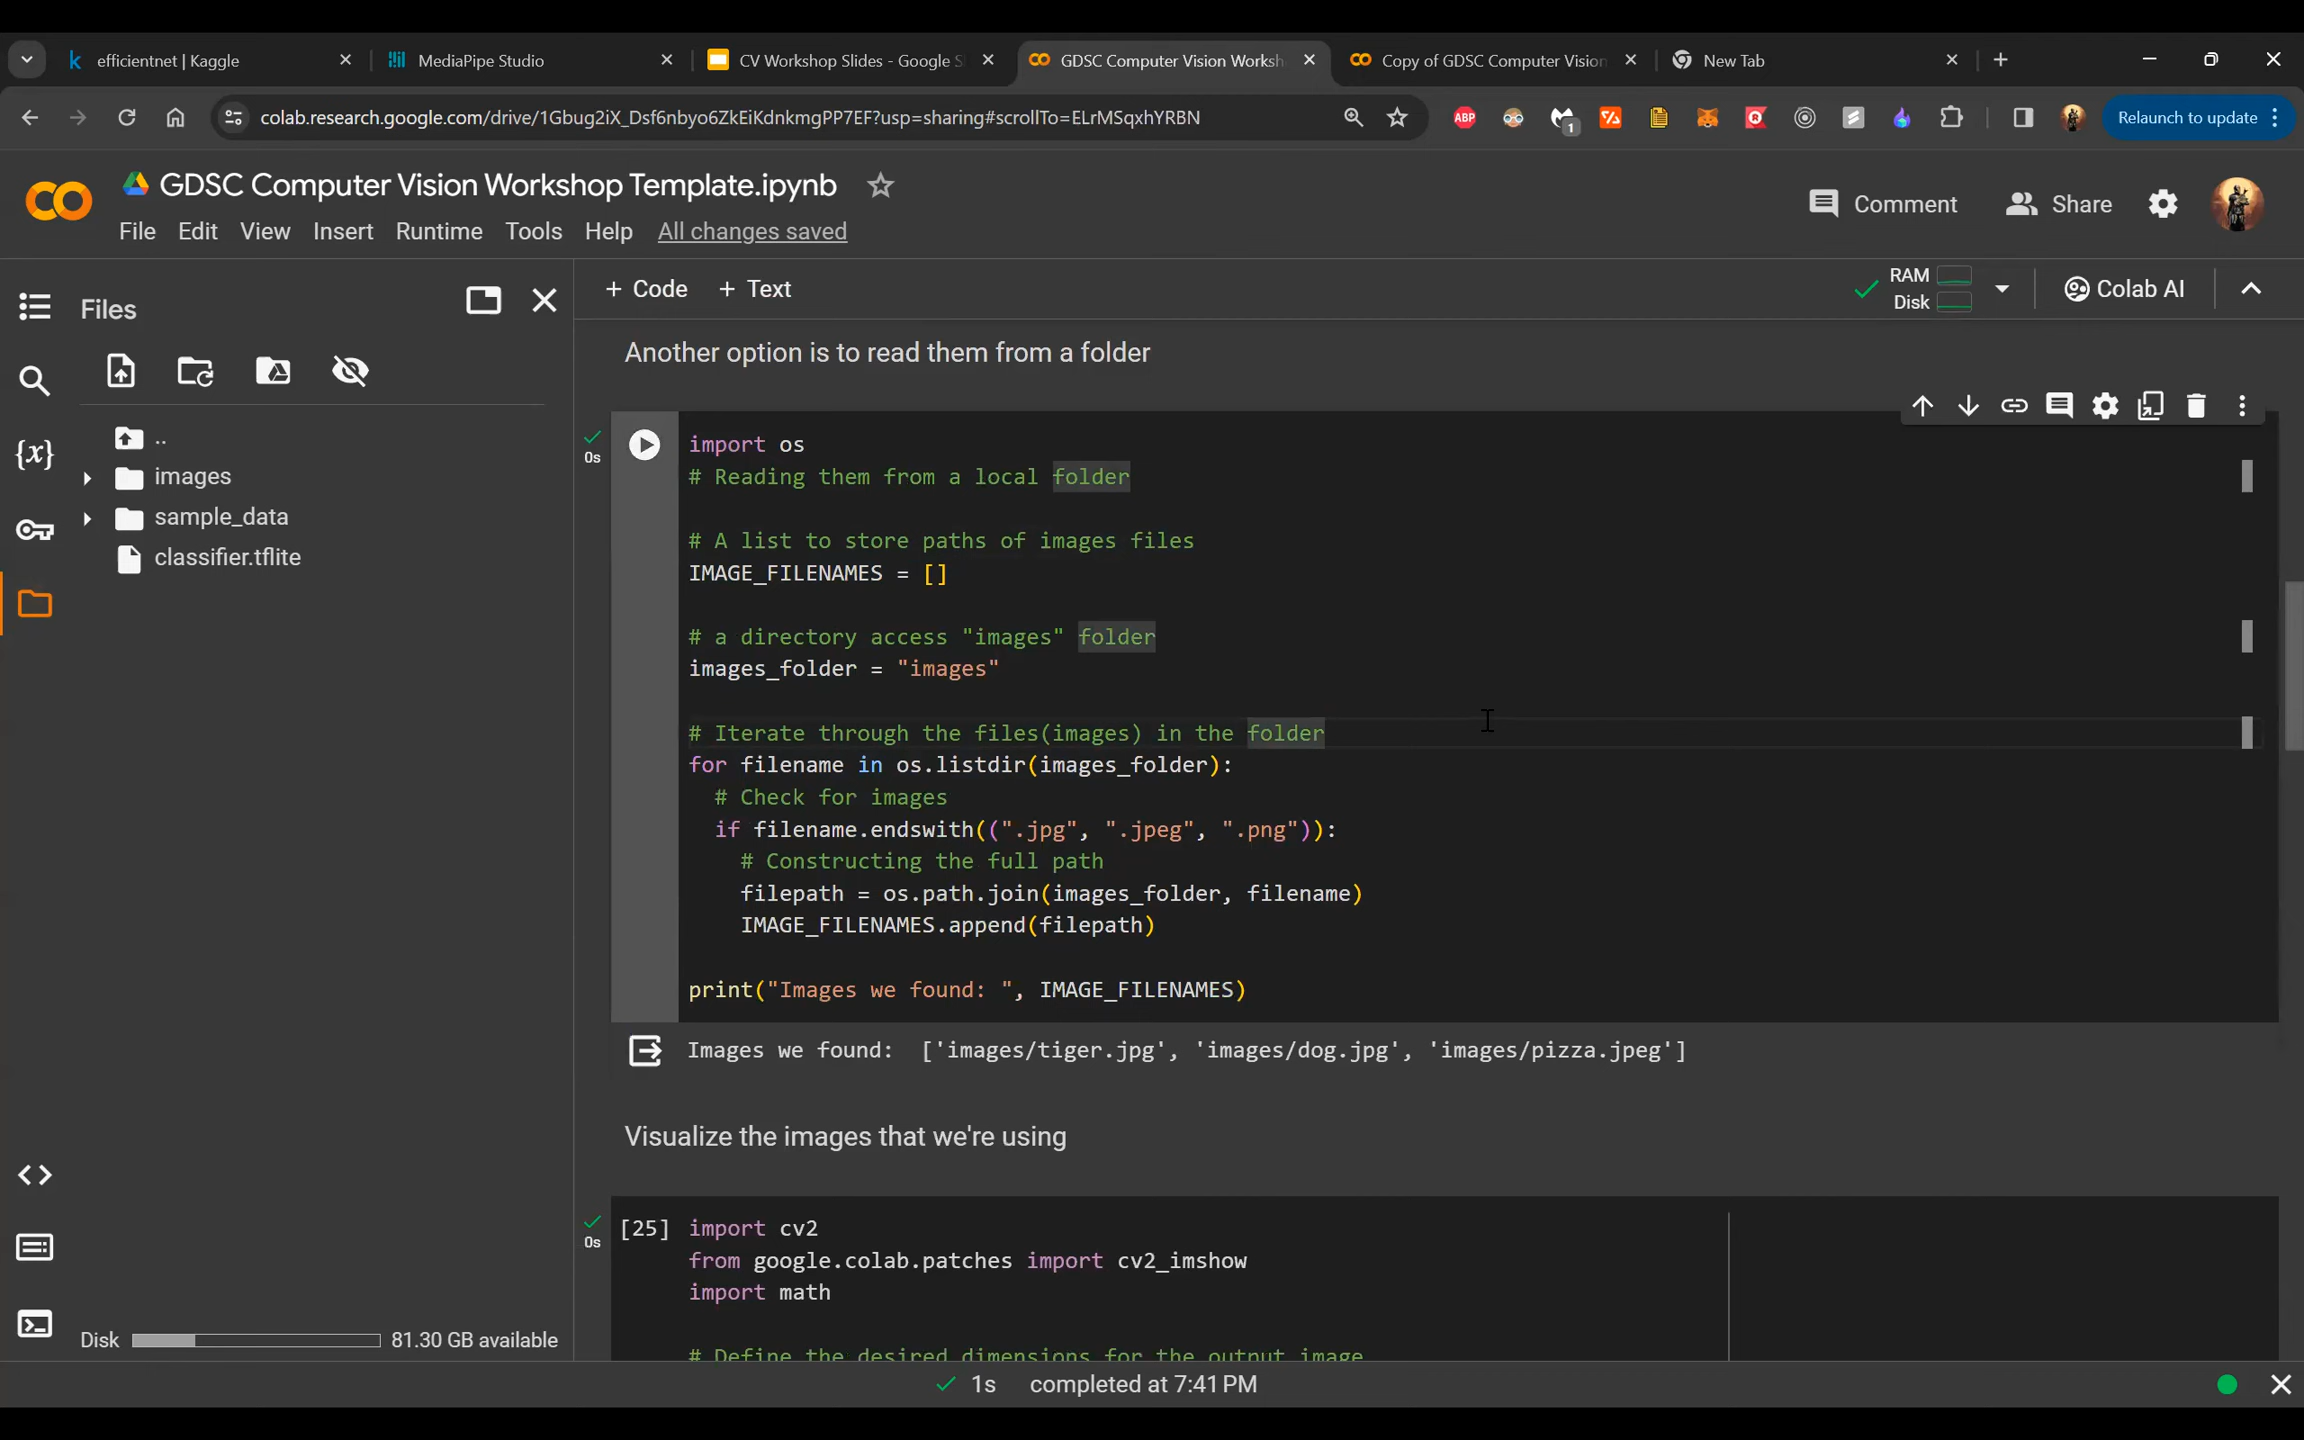 efficientnet | Kaggle
MediaPipe Studio
CV Workshop Slides - Google S
GDSC Computer Vision Worksh
Copy of GDSC Computer Vision
New Tab
colab.research.google.com/drive/1Gbug2iX_Dsf6nbyo6ZkEiKdnkmgPP7EF?usp=sharing#scrollTo=ELrMSqxhYRBN
ABP
1
Relaunch to update
GDSC Computer Vision Workshop Template.ipynb
Comment
Share
File Edit View Insert Runtime Tools Help All changes saved
Files
+ Code + Text
RAM
Disk
Colab AI
..
images
sample_data
classifier.tflite
{x}
Disk 81.30 GB available
Another option is to read them from a folder
0s
import os
# Reading them from a local folder
# A list to store paths of images files
IMAGE_FILENAMES = []
# a directory access "images" folder
images_folder = "images"
# Iterate through the files(images) in the folder
for filename in os.listdir(images_folder):
# Check for images
if filename.endswith((".jpg", ".jpeg", ".png")):
# Constructing the full path
filepath = os.path.join(images_folder, filename)
IMAGE_FILENAMES.append(filepath)
print("Images we found: ", IMAGE_FILENAMES)
Images we found:  ['images/tiger.jpg', 'images/dog.jpg', 'images/pizza.jpeg']
Visualize the images that we're using
0s
[25] import cv2
from google.colab.patches import cv2_imshow
import math
# Define the desired dimensions for the output image
1s completed at 7:41 PM